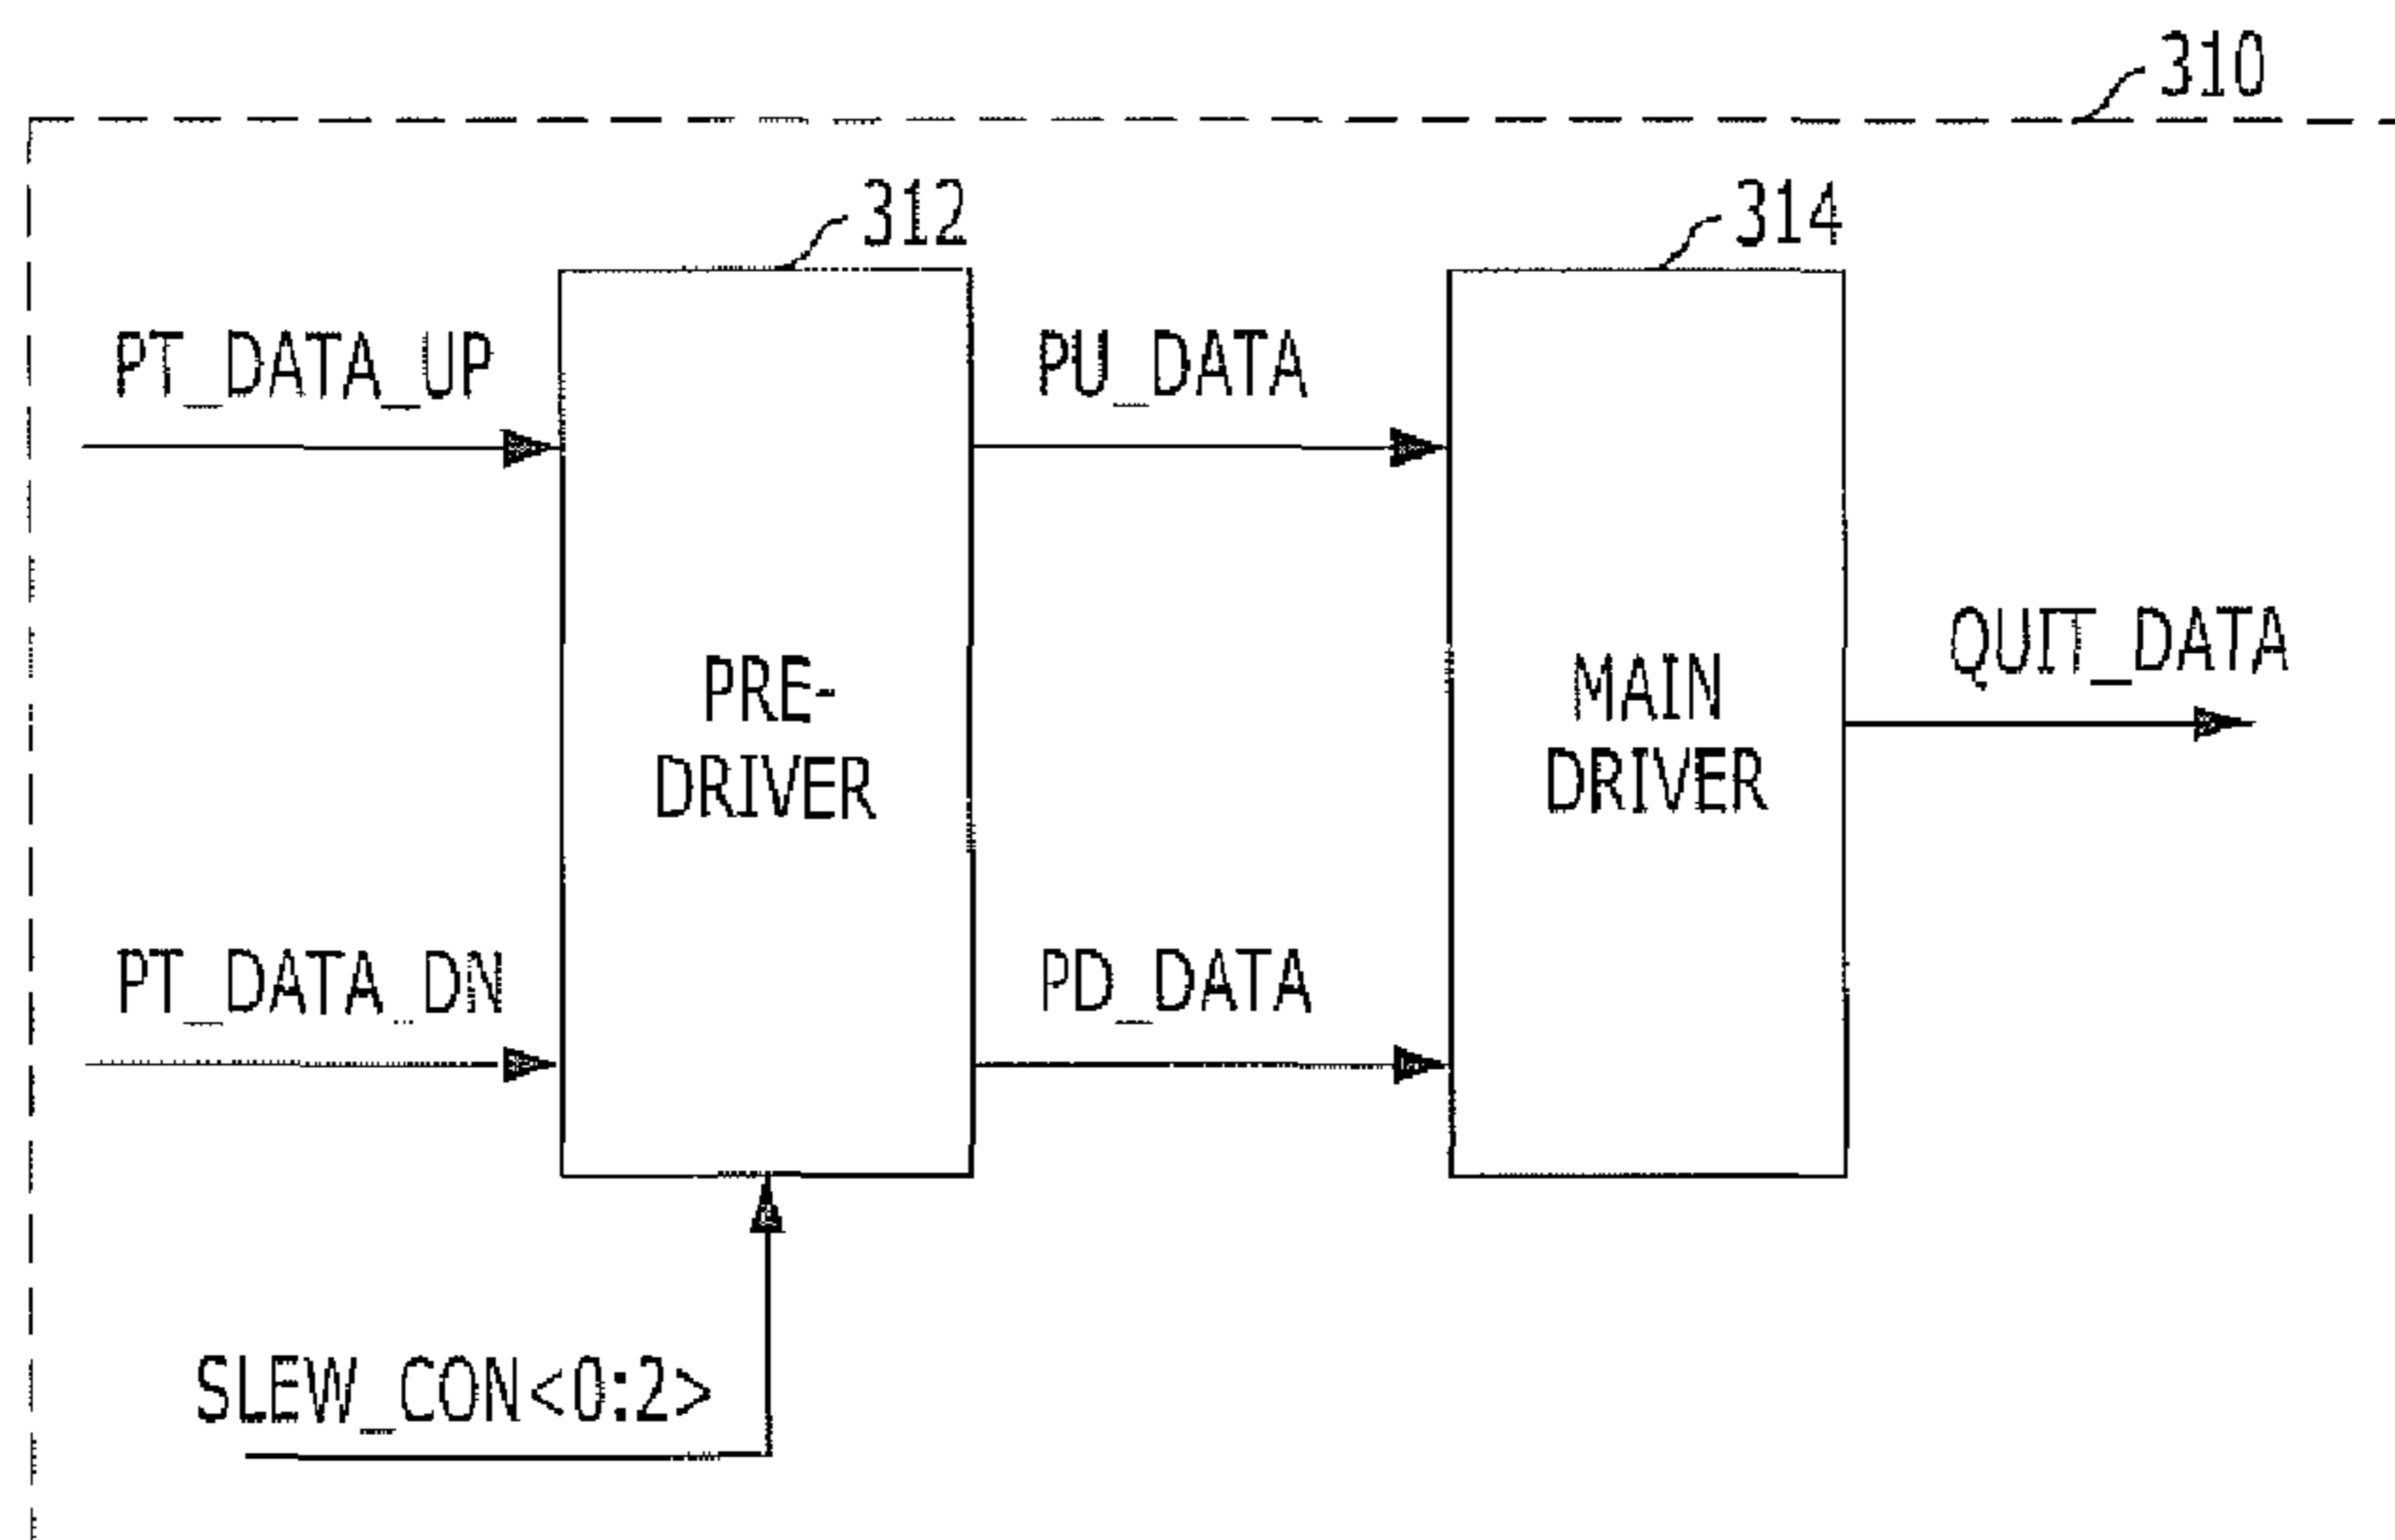 310
312
314
PT_DATA_UP
PU_DATA
QUIT_DATA
PRE-
DRIVER
MAIN
DRIVER
PT_DATA_DN
PD_DATA
SLEW_CON<0:2>